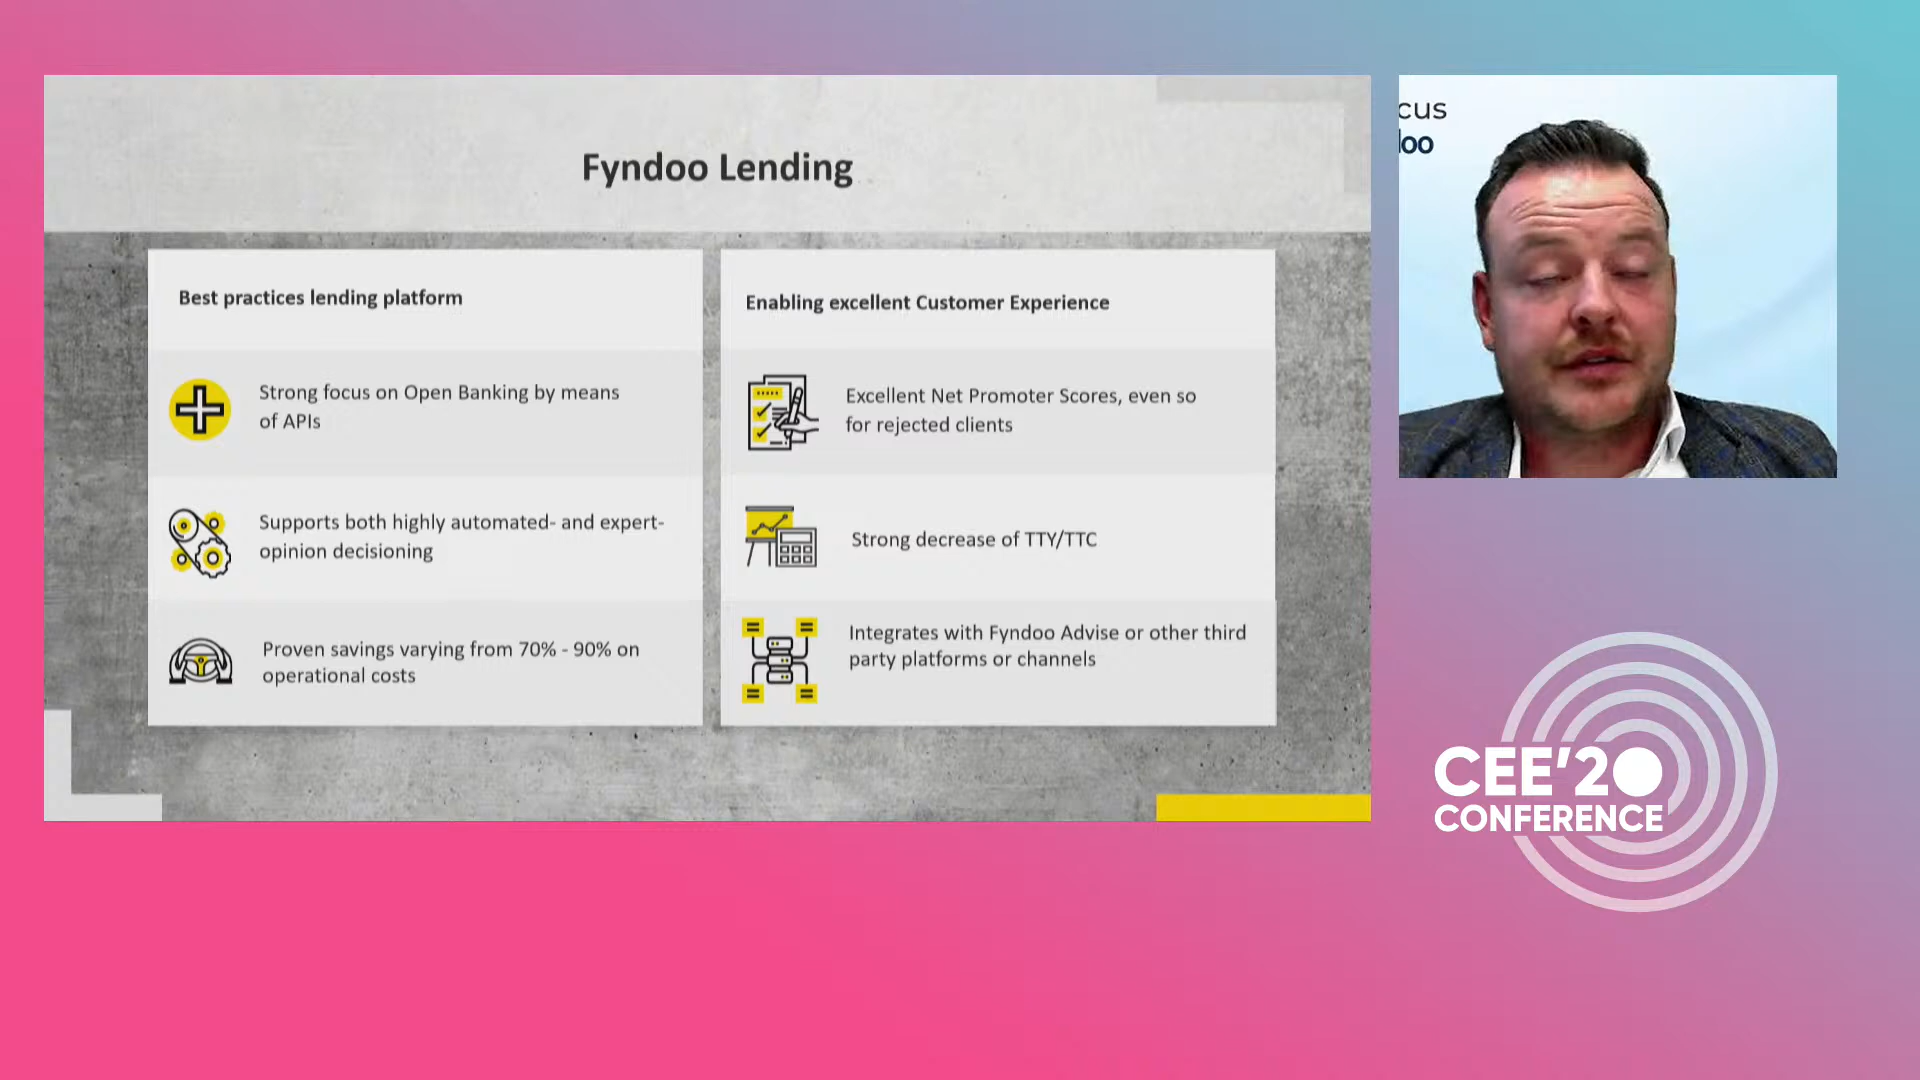 Fyndoo Lending
Best practices lending platform
Strong focus on Open Banking by means
of APIs
Supports both highly automated- and expert-
opinion decisioning
Proven savings varying from 70% - 90% on
operational costs
Enabling excellent Customer Experience
Excellent Net Promoter Scores, even so
for rejected clients
Strong decrease of TTY/TTC
Integrates with Fyndoo Advise or other third
party platforms or channels
cus
doo
CEE'20
CONFERENCE